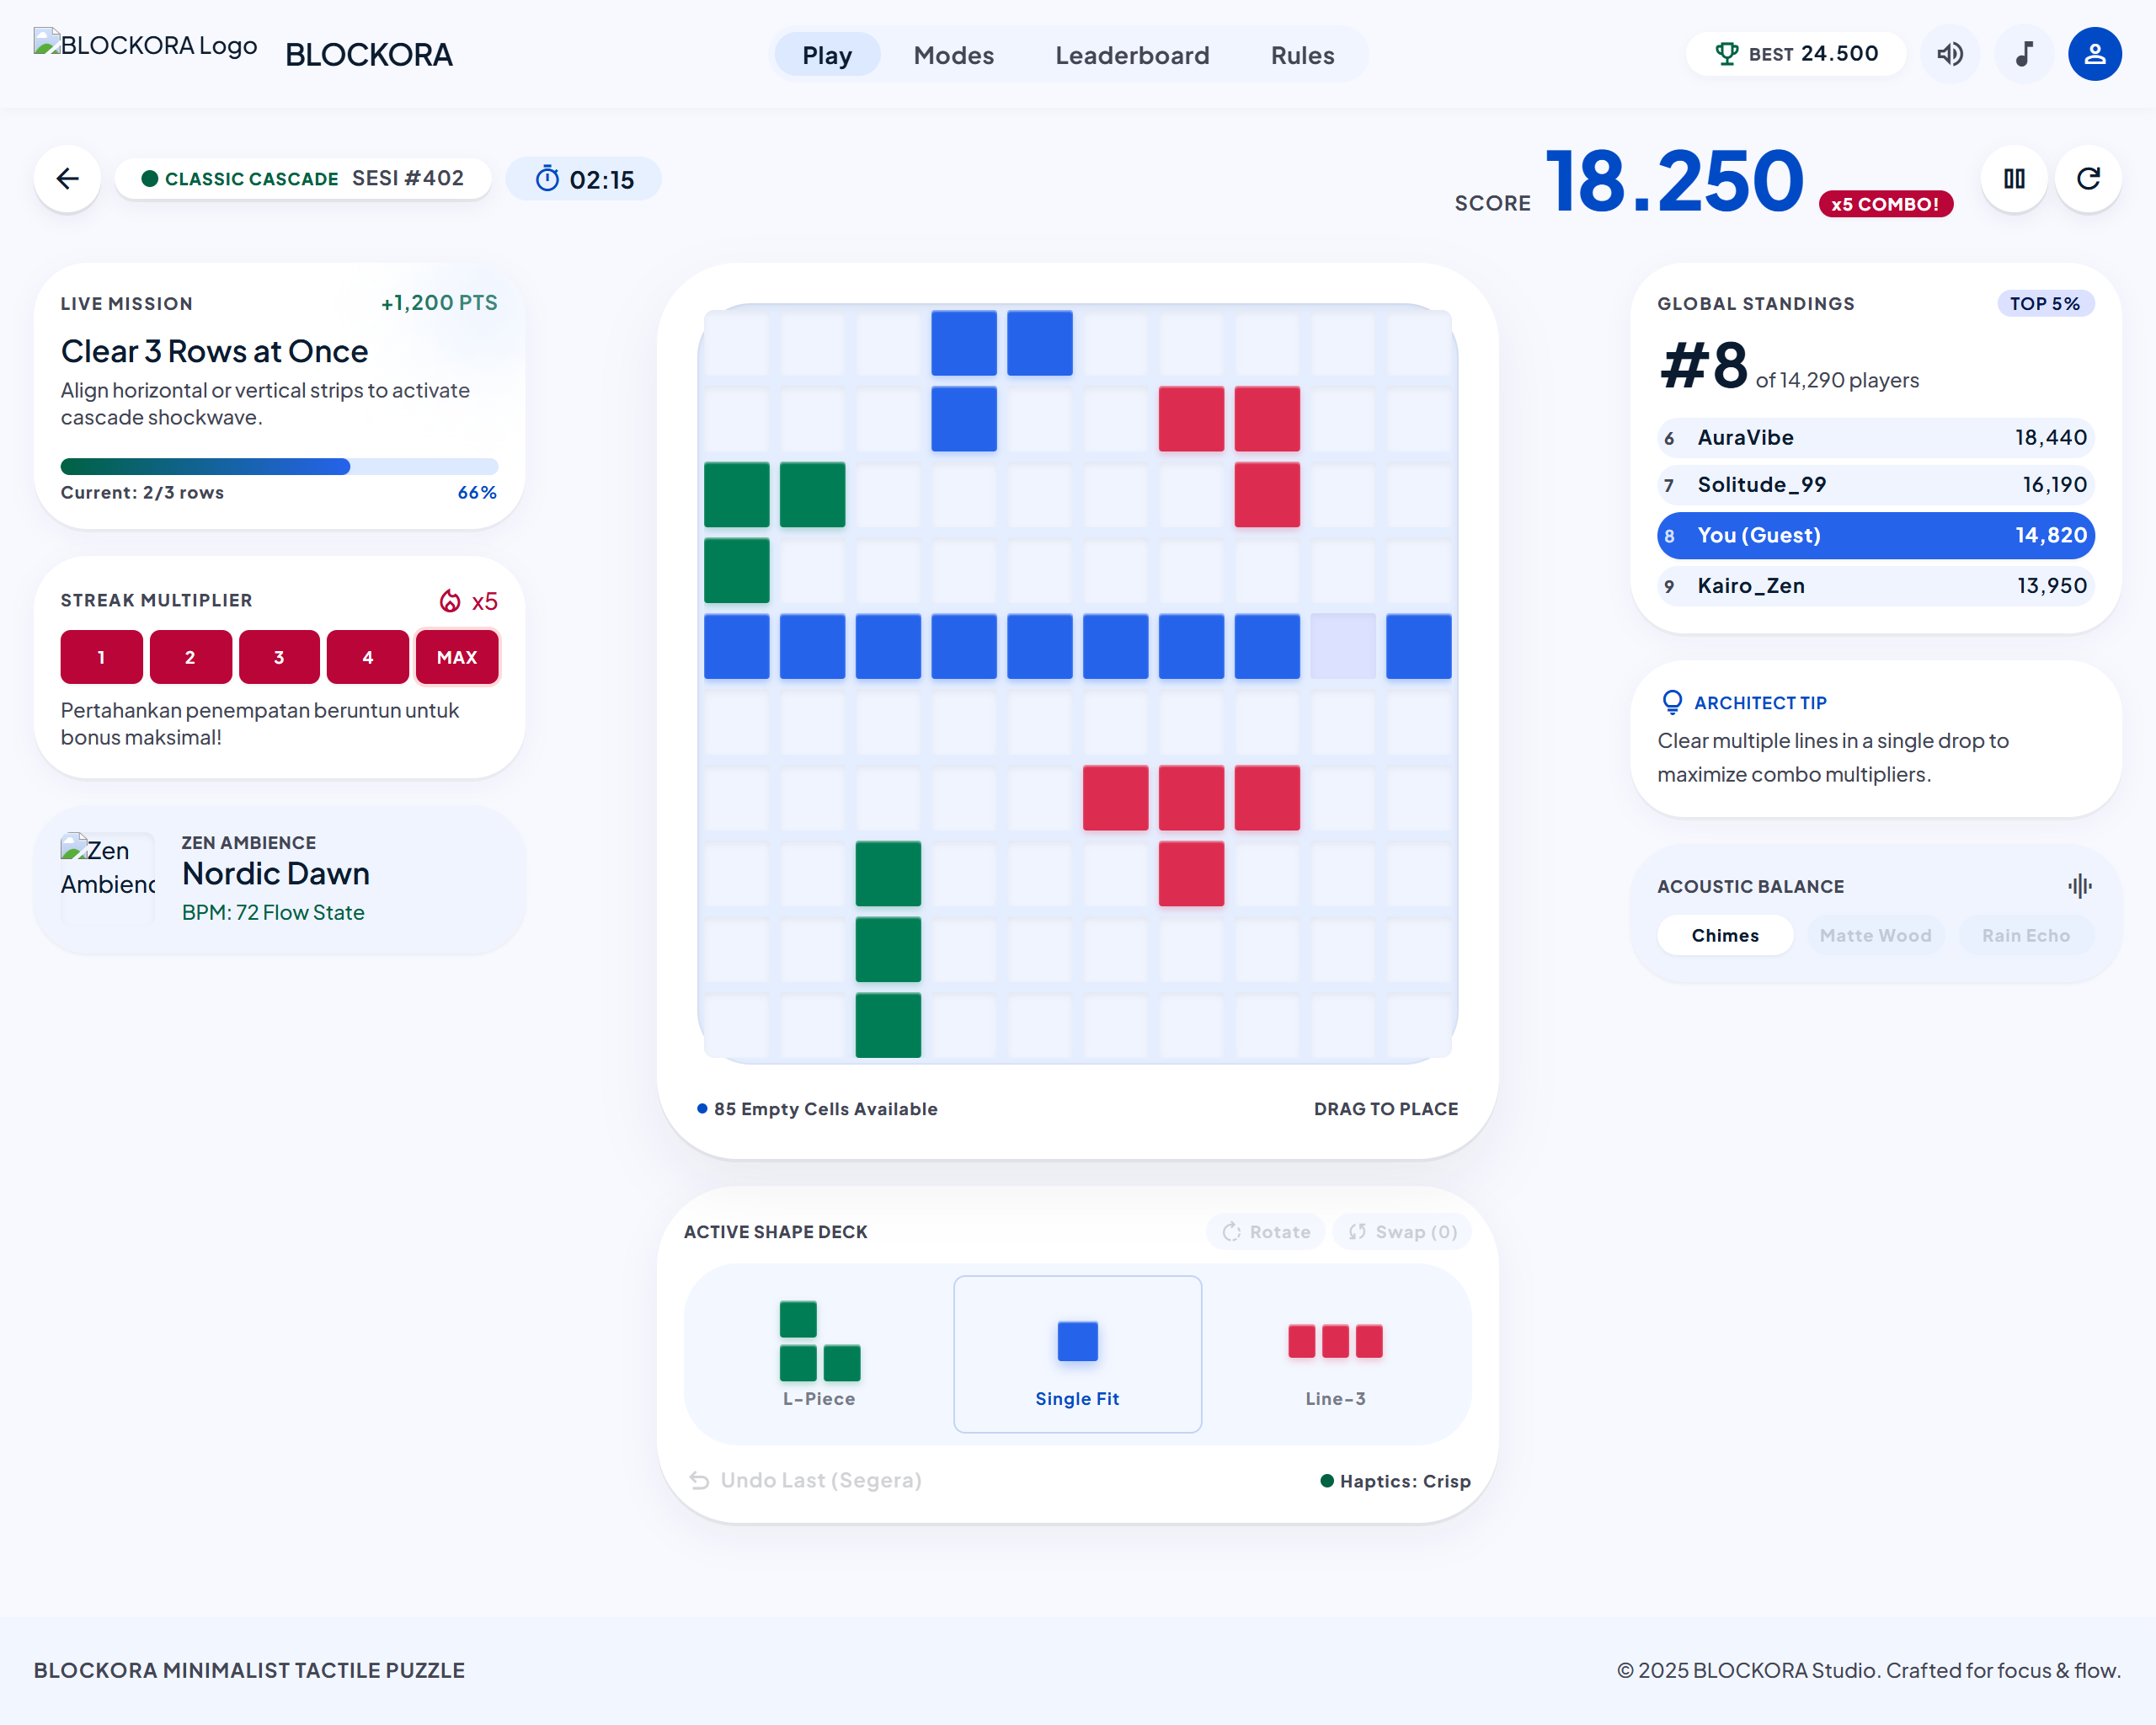 BLOCKORA Logo
BLOCKORA
Play
Modes
Leaderboard
Rules
BEST 24.500
CLASSIC CASCADE SESI #402
02:15
SCORE 18.250 x5 COMBO!
LIVE MISSION
+1,200 PTS
Clear 3 Rows at Once
Align horizontal or vertical strips to activate
cascade shockwave.
Current: 2/3 rows
66%
STREAK MULTIPLIER
x5
1
2
3
4
MAX
Pertahankan penempatan beruntun untuk
bonus maksimal!
Zen
Ambienc
ZEN AMBIENCE
Nordic Dawn
BPM: 72 Flow State
85 Empty Cells Available
DRAG TO PLACE
ACTIVE SHAPE DECK
Rotate
Swap (0)
L-Piece
Single Fit
Line-3
Undo Last (Segera)
Haptics: Crisp
GLOBAL STANDINGS
TOP 5%
#8 of 14,290 players
6 AuraVibe 18,440
7 Solitude_99 16,190
8 You (Guest) 14,820
9 Kairo_Zen 13,950
ARCHITECT TIP
Clear multiple lines in a single drop to
maximize combo multipliers.
ACOUSTIC BALANCE
Chimes
Matte Wood
Rain Echo
BLOCKORA MINIMALIST TACTILE PUZZLE
© 2025 BLOCKORA Studio. Crafted for focus & flow.